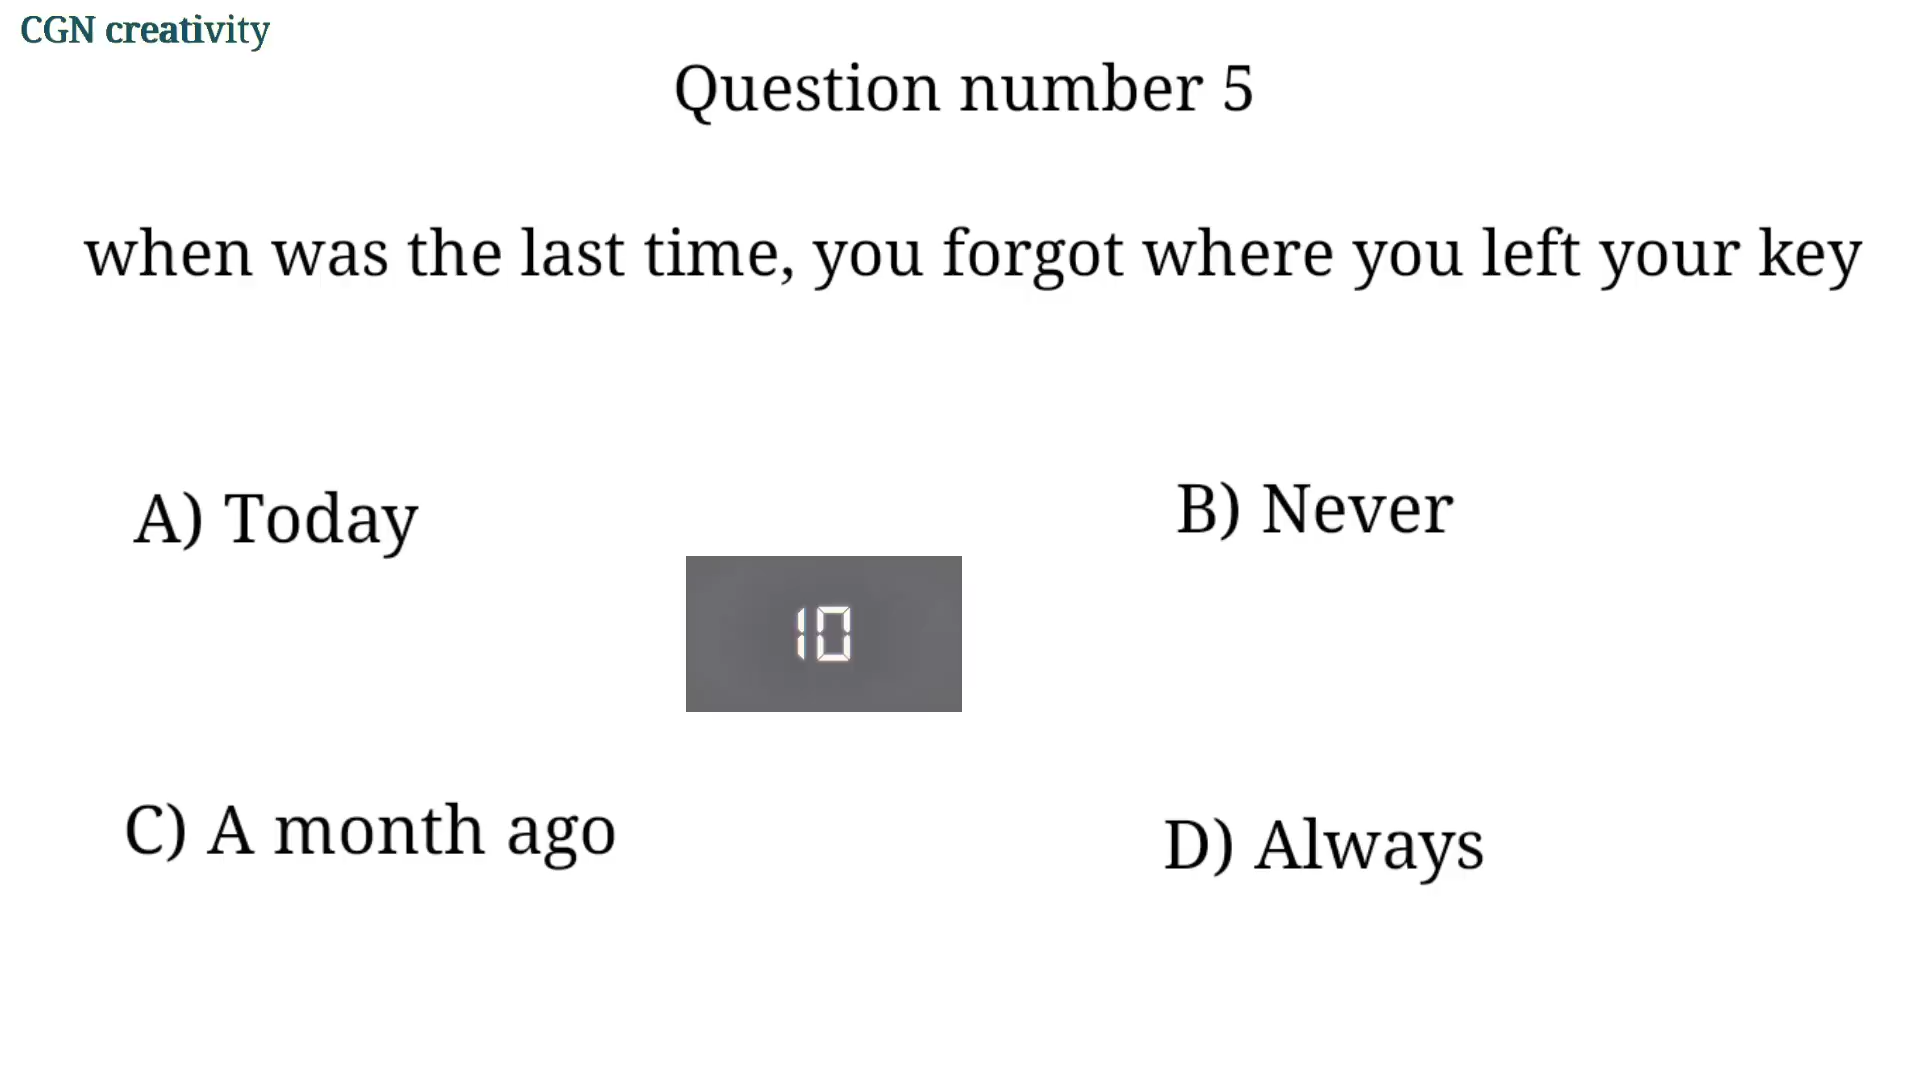 CGN creativity
Question number 5
when was the last time, you forgot where you left your key
A) Today
B) Never
10
C) A month ago
D) Always